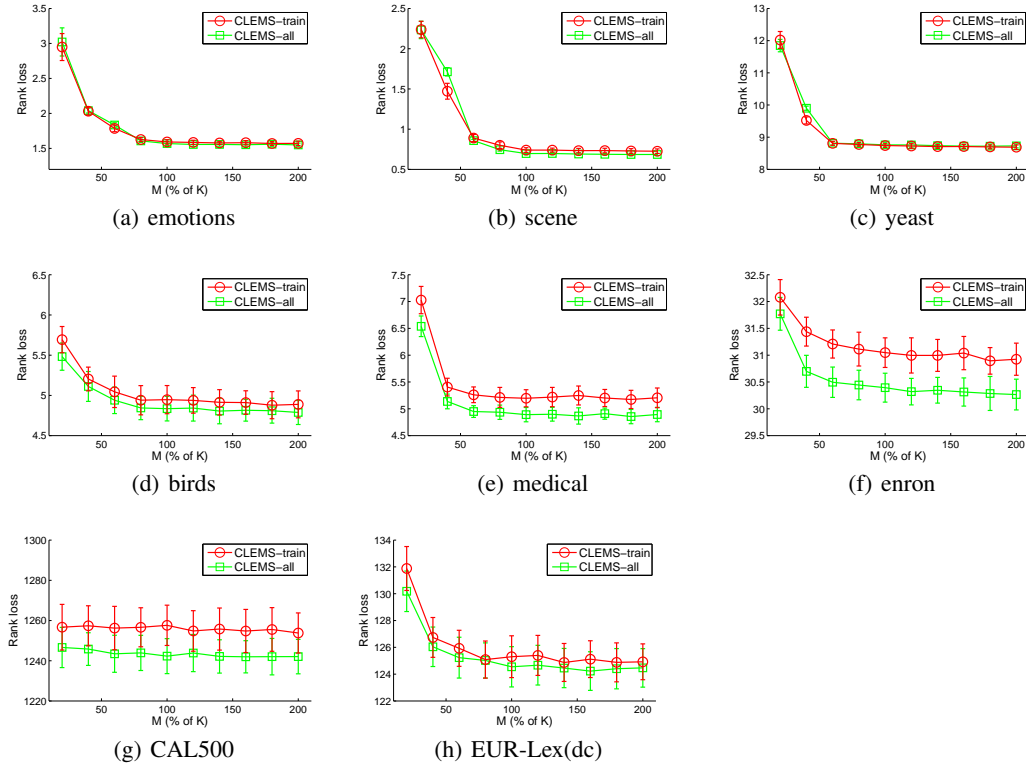 3.5
3
2.5
2
1.5
Rank loss
50 100 150 200
M (% of K)
CLEMS−train
CLEMS−all
(a) emotions
2.5
2
1.5
1
0.5
Rank loss
50 100 150 200
M (% of K)
CLEMS−train
CLEMS−all
(b) scene
13
12
11
10
9
8
Rank loss
50 100 150 200
M (% of K)
CLEMS−train
CLEMS−all
(c) yeast
6.5
6
5.5
5
4.5
Rank loss
50 100 150 200
M (% of K)
CLEMS−train
CLEMS−all
(d) birds
7.5
7
6.5
6
5.5
5
4.5
Rank loss
50 100 150 200
M (% of K)
CLEMS−train
CLEMS−all
(e) medical
32.5
32
31.5
31
30.5
30
29.5
Rank loss
50 100 150 200
M (% of K)
CLEMS−train
CLEMS−all
(f) enron
1300
1280
1260
1240
1220
Rank loss
50 100 150 200
M (% of K)
CLEMS−train
CLEMS−all
(g) CAL500
134
132
130
128
126
124
122
Rank loss
50 100 150 200
M (% of K)
CLEMS−train
CLEMS−all
(h) EUR-Lex(dc)